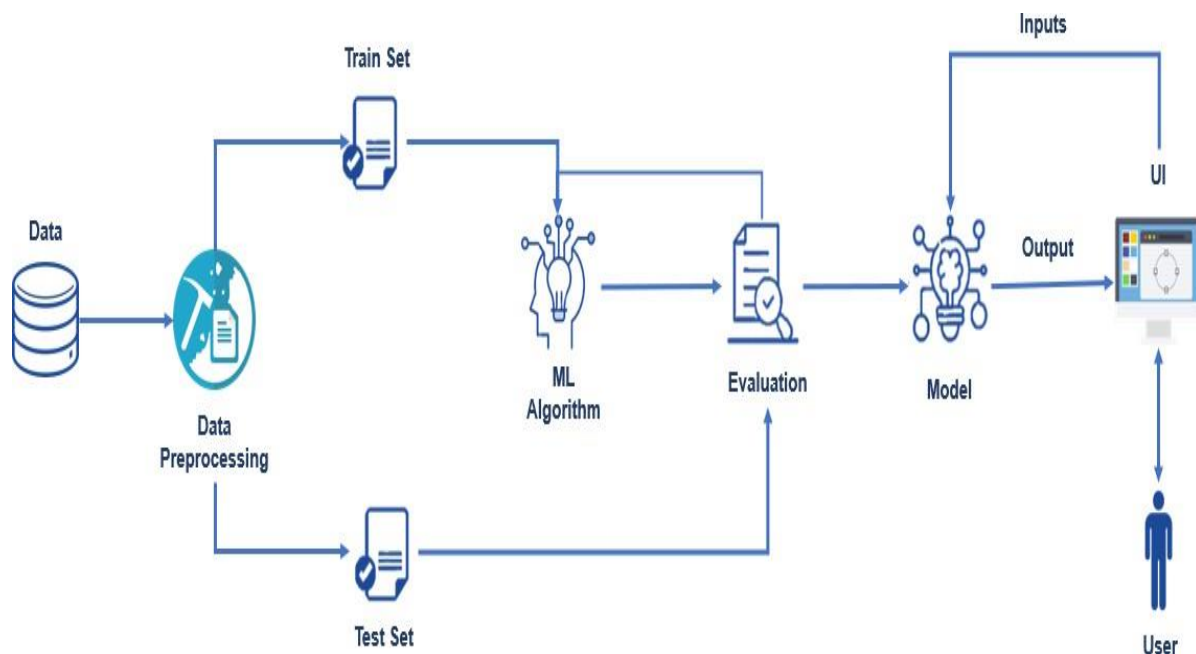 Inputs
Train Set
UI
Data
Output
ML
Algorithm
Evaluation
Model
Data
Preprocessing
Test Set
User